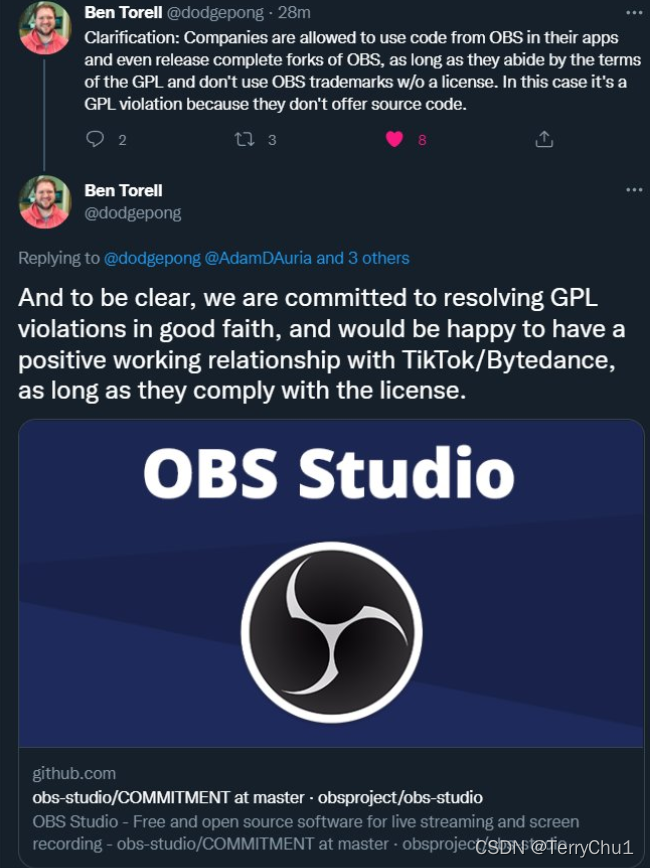 Ben Torell @dodgepong · 28m
Clarification: Companies are allowed to use code from OBS in their apps
and even release complete forks of OBS, as long as they abide by the terms
of the GPL and don't use OBS trademarks w/o a license. In this case it's a
GPL violation because they don't offer source code.
2 3 8
Ben Torell
@dodgepong
Replying to @dodgepong @AdamDAuria and 3 others
And to be clear, we are committed to resolving GPL
violations in good faith, and would be happy to have a
positive working relationship with TikTok/Bytedance,
as long as they comply with the license.
OBS Studio
github.com
obs-studio/COMMITMENT at master · obsproject/obs-studio
OBS Studio - Free and open source software for live streaming and screen
recording - obs-studio/COMMITMENT at master · obsproject/obs-studio
CSDN @TerryChu1